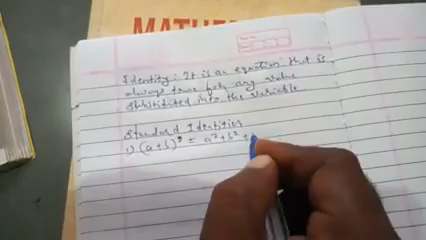 MATHEM
Identity: It is an equation that is
always true for any value
substituted into the variable
Standard Identities
1) (a+b)² = a²+b²+